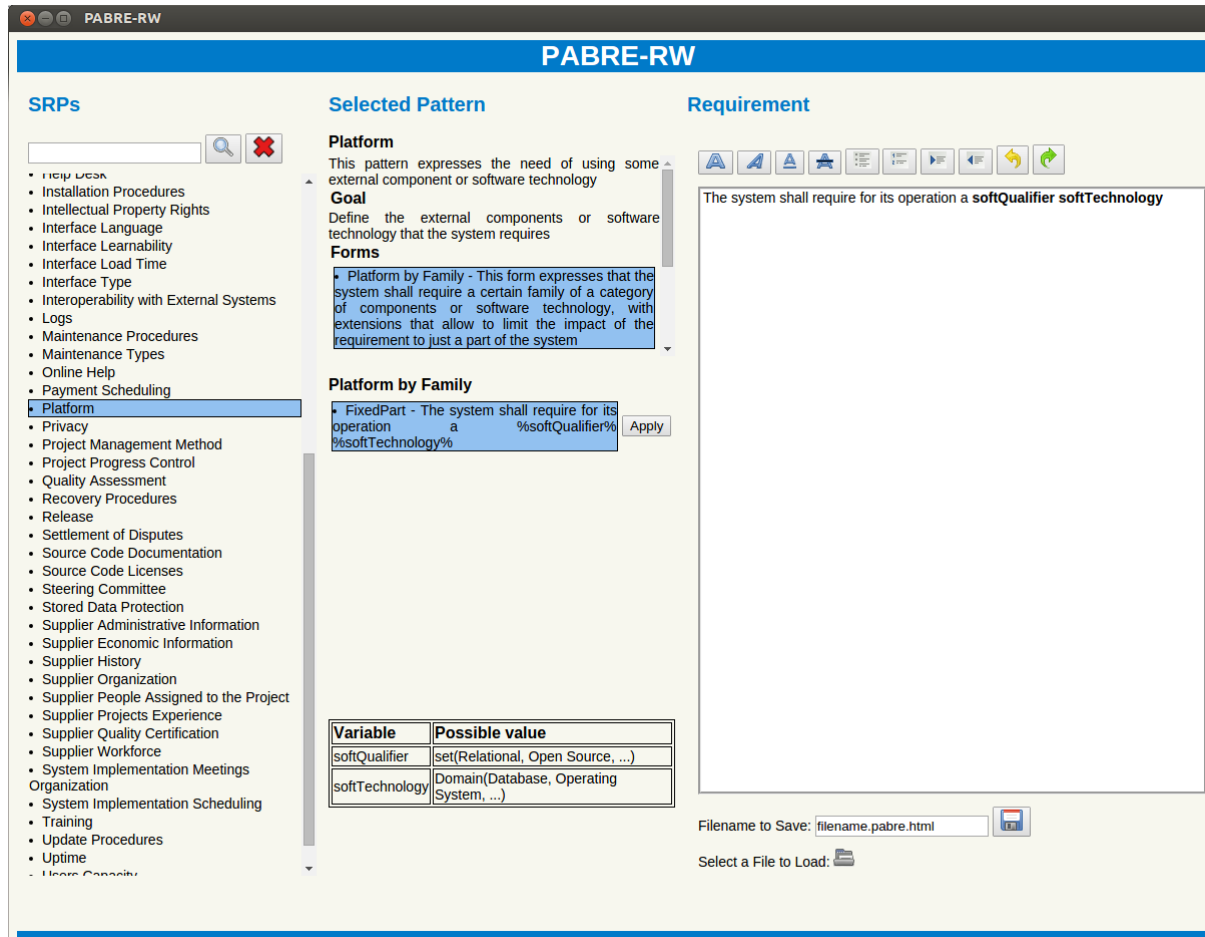 PABRE-RW
PABRE-RW
SRPs
• Help Desk
• Installation Procedures
• Intellectual Property Rights
• Interface Language
• Interface Learnability
• Interface Load Time
• Interface Type
• Interoperability with External Systems
• Logs
• Maintenance Procedures
• Maintenance Types
• Online Help
• Payment Scheduling
• Platform
• Privacy
• Project Management Method
• Project Progress Control
• Quality Assessment
• Recovery Procedures
• Release
• Settlement of Disputes
• Source Code Documentation
• Source Code Licenses
• Steering Committee
• Stored Data Protection
• Supplier Administrative Information
• Supplier Economic Information
• Supplier History
• Supplier Organization
• Supplier People Assigned to the Project
• Supplier Projects Experience
• Supplier Quality Certification
• Supplier Workforce
• System Implementation Meetings
Organization
• System Implementation Scheduling
• Training
• Update Procedures
• Uptime
• Users Capacity
Selected Pattern
Platform
This pattern expresses the need of using some
external component or software technology
Goal
Define the external components or software
technology that the system requires
Forms
• Platform by Family - This form expresses that the
system shall require a certain family of a category
of components or software technology, with
extensions that allow to limit the impact of the
requirement to just a part of the system
Platform by Family
• FixedPart - The system shall require for its
operation a %softQualifier%
%softTechnology%
Apply
Variable Possible value
softQualifier set(Relational, Open Source, ...)
softTechnology Domain(Database, Operating
System, ...)
Requirement
The system shall require for its operation a softQualifier softTechnology
Filename to Save: filename.pabre.html
Select a File to Load: